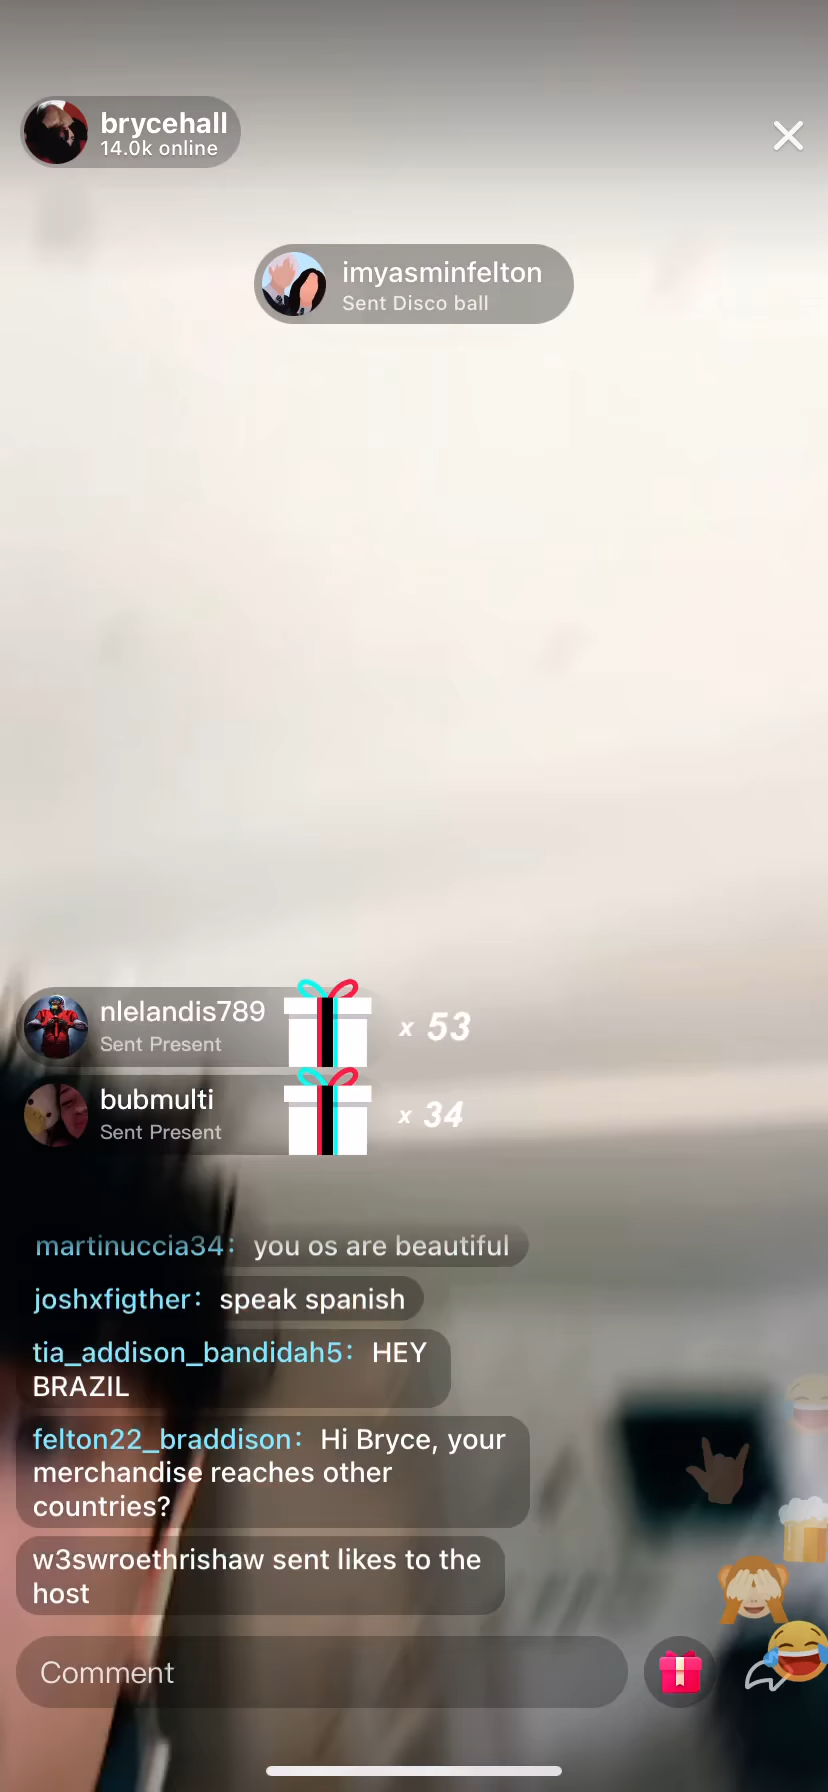 brycehall
14.0k online
imyasminfelton
Sent Disco ball
nlelandis789
Sent Present
x 53
bubmulti
Sent Present
x 34
martinuccia34: you os are beautiful
joshxfigther: speak spanish
tia_addison_bandidah5: HEY
BRAZIL
felton22_braddison: Hi Bryce, your
merchandise reaches other
countries?
w3swroethrishaw sent likes to the
host
Comment